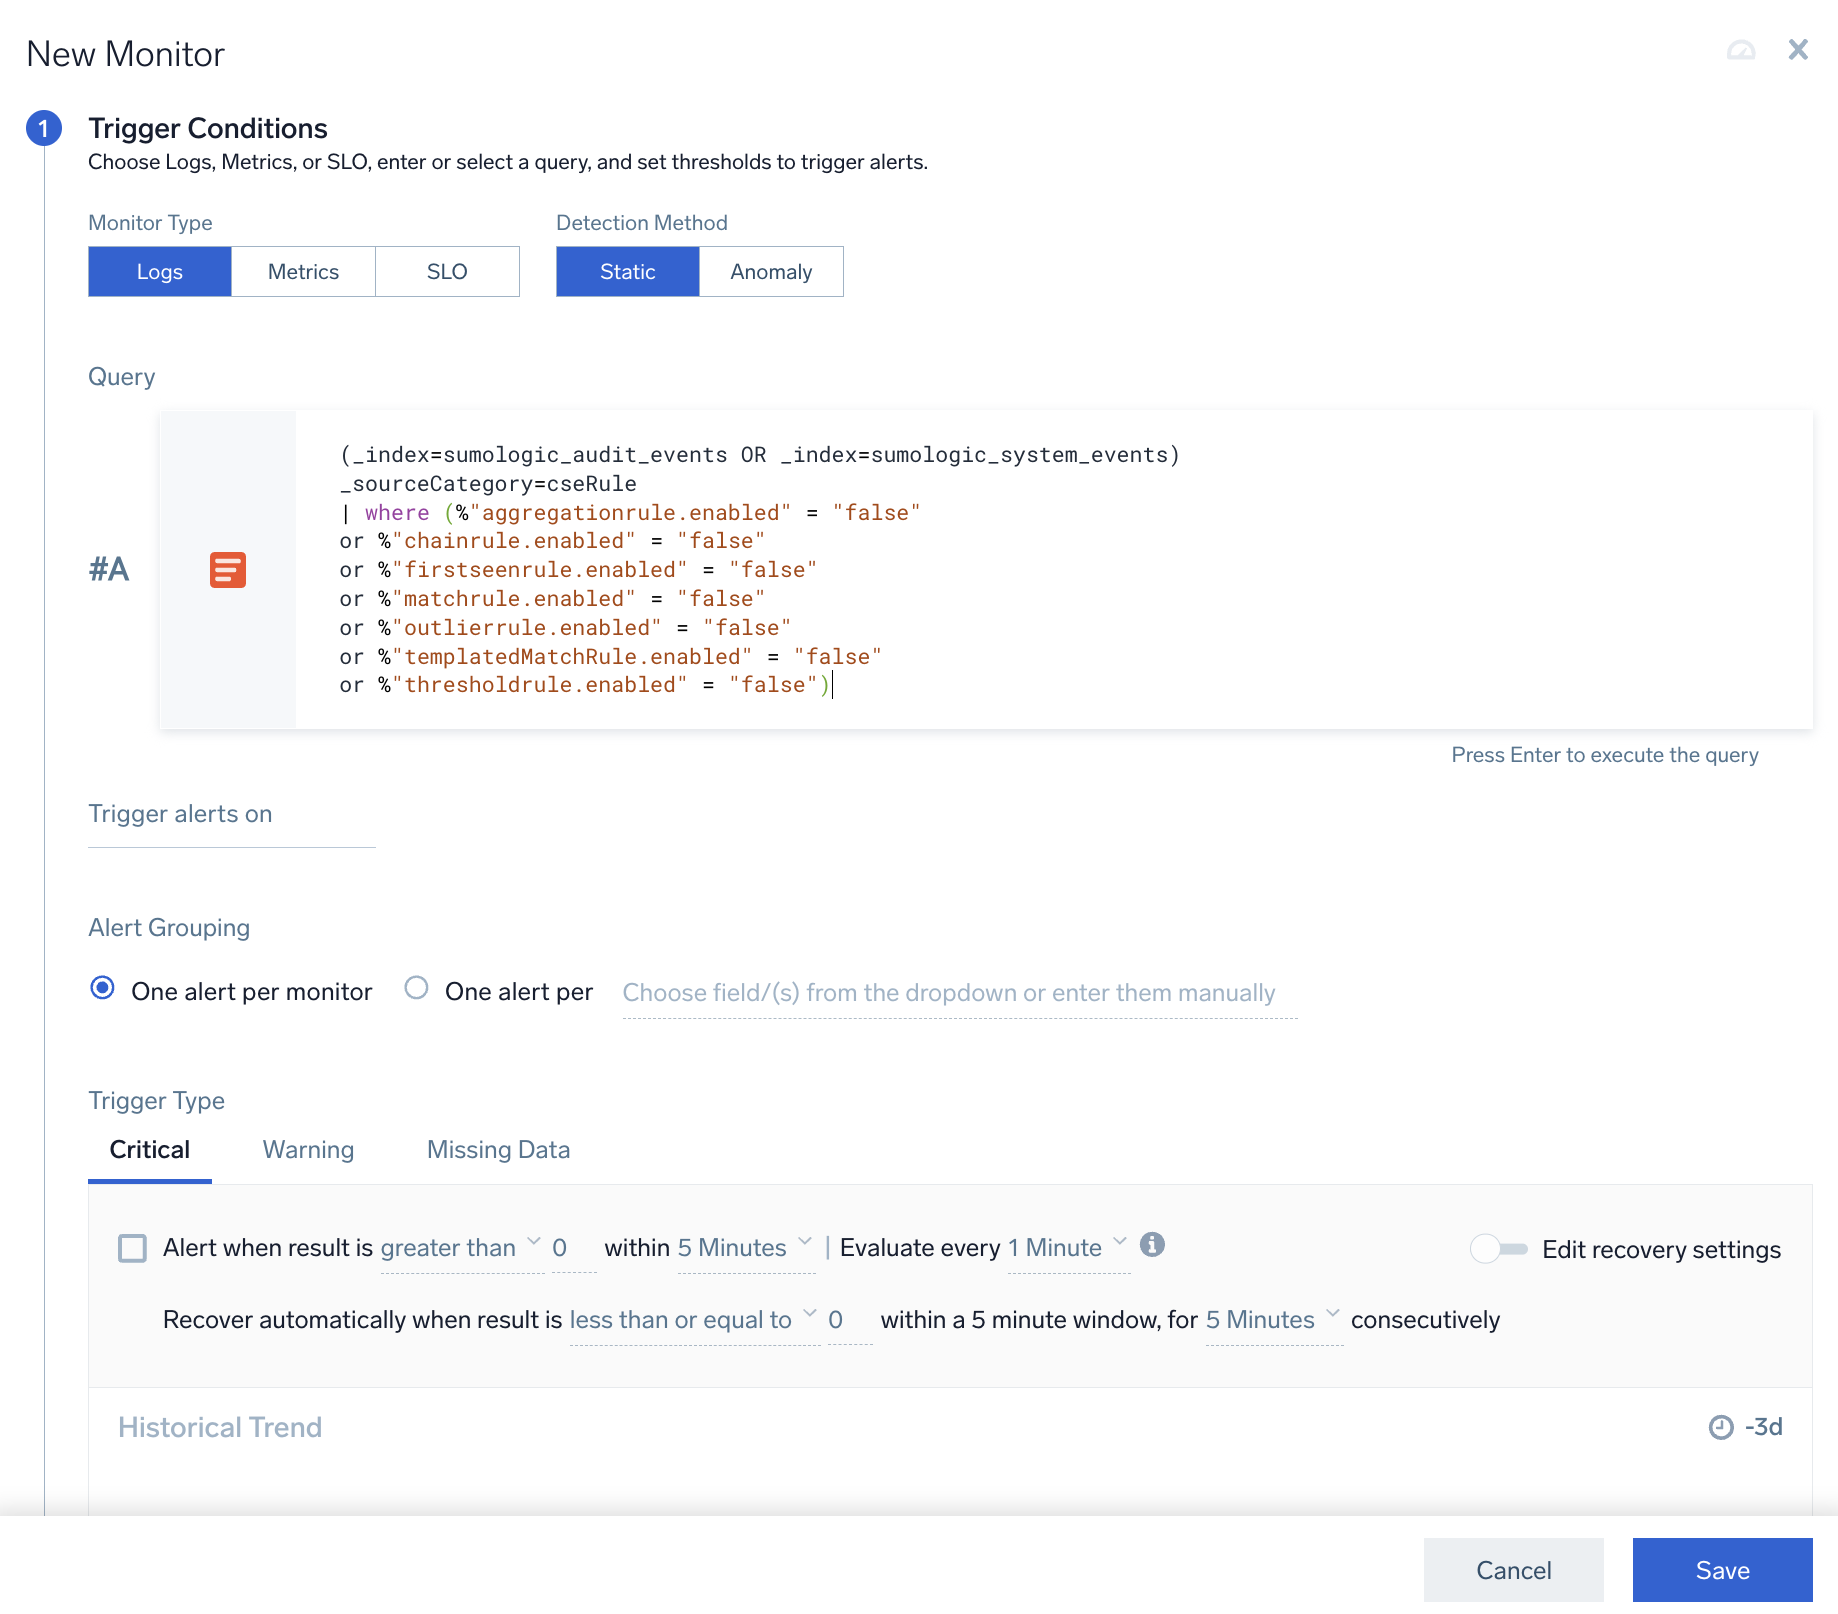 New Monitor
1
Trigger Conditions
Choose Logs, Metrics, or SLO, enter or select a query, and set thresholds to trigger alerts.
Monitor Type Detection Method
Logs Metrics SLO Static Anomaly
Query
#A
(_index=sumologic_audit_events OR _index=sumologic_system_events)
_sourceCategory=cseRule
| where (%"aggregationrule.enabled" = "false"
or %"chainrule.enabled" = "false"
or %"firstseenrule.enabled" = "false"
or %"matchrule.enabled" = "false"
or %"outlierrule.enabled" = "false"
or %"templatedMatchRule.enabled" = "false"
or %"thresholdrule.enabled" = "false")
Press Enter to execute the query
Trigger alerts on
Alert Grouping
One alert per monitor One alert per Choose field/(s) from the dropdown or enter them manually
Trigger Type
Critical Warning Missing Data
Alert when result is greater than 0 within 5 Minutes | Evaluate every 1 Minute Edit recovery settings
Recover automatically when result is less than or equal to 0 within a 5 minute window, for 5 Minutes consecutively
Historical Trend -3d
Cancel Save